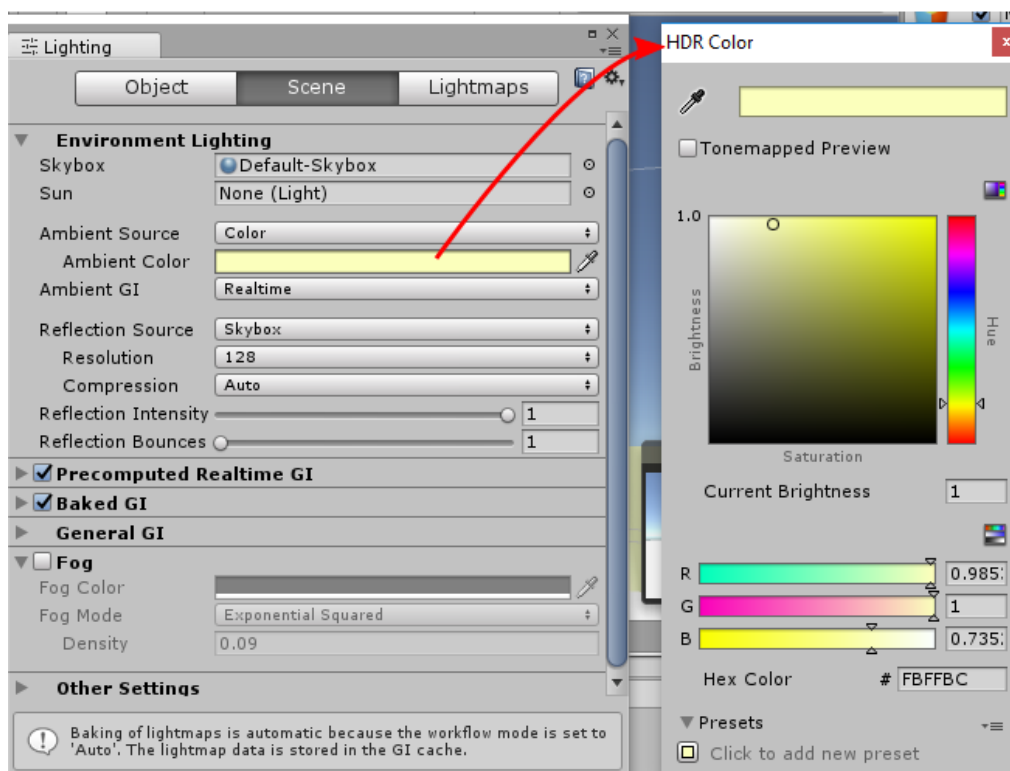 Lighting
Object Scene Lightmaps
Environment Lighting
Skybox Default-Skybox
Sun None (Light)
Ambient Source Color
Ambient Color
Ambient GI Realtime
Reflection Source Skybox
Resolution 128
Compression Auto
Reflection Intensity 1
Reflection Bounces 1
Precomputed Realtime GI
Baked GI
General GI
Fog
Fog Color
Fog Mode Exponential Squared
Density 0.09
Other Settings
Baking of lightmaps is automatic because the workflow mode is set to
'Auto'. The lightmap data is stored in the GI cache.
HDR Color
Tonemapped Preview
1.0
Brightness
Hue
Saturation
Current Brightness 1
R 0.985
G 1
B 0.735
Hex Color # FBFFBC
Presets
Click to add new preset